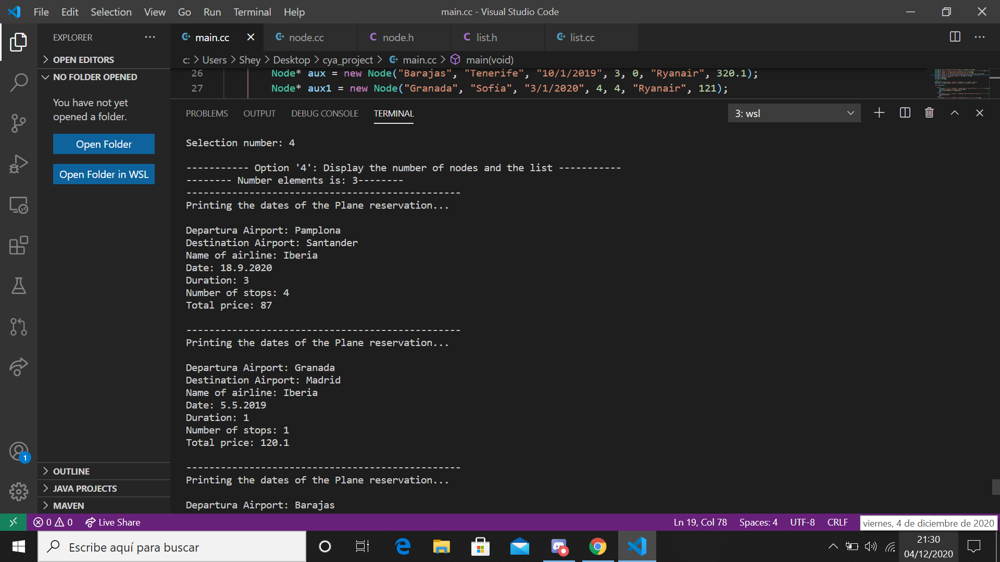 File Edit Selection View Go Run Terminal Help
main.cc - Visual Studio Code
EXPLORER
OPEN EDITORS
NO FOLDER OPENED
You have not yet
opened a folder.
Open Folder
Open Folder in WSL
OUTLINE
JAVA PROJECTS
MAVEN
1
main.cc node.cc node.h list.h list.cc
c: > Users > Shey > Desktop > cya_project > main.cc > main(void)
26 Node* aux = new Node("Barajas", "Tenerife", "10/1/2019", 3, 0, "Ryanair", 320.1);
27 Node* aux1 = new Node("Granada", "Sofía", "3/1/2020", 4, 4, "Ryanair", 121);
PROBLEMS OUTPUT DEBUG CONSOLE TERMINAL
3: wsl
Selection number: 4
----------- Option '4': Display the number of nodes and the list -----------
-------- Number elements is: 3--------
------------------------------------------------
Printing the dates of the Plane reservation...
Departura Airport: Pamplona
Destination Airport: Santander
Name of airline: Iberia
Date: 18.9.2020
Duration: 3
Number of stops: 4
Total price: 87
------------------------------------------------
Printing the dates of the Plane reservation...
Departura Airport: Granada
Destination Airport: Madrid
Name of airline: Iberia
Date: 5.5.2019
Duration: 1
Number of stops: 1
Total price: 120.1
------------------------------------------------
Printing the dates of the Plane reservation...
Departura Airport: Barajas
0 0 Live Share
Ln 19, Col 78 Spaces: 4 UTF-8 CRLF
viernes, 4 de diciembre de 2020
Escribe aquí para buscar
21:30
04/12/2020